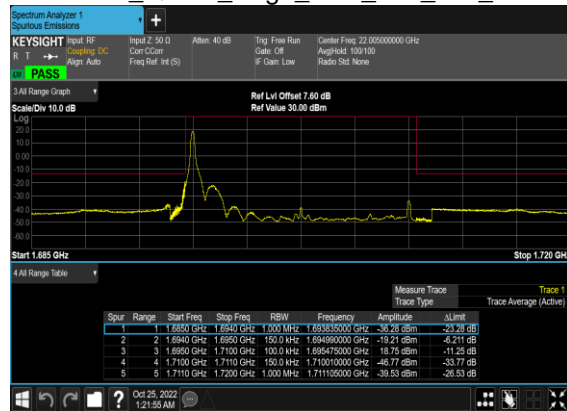 Spectrum Analyzer 1
Spurious Emissions
+
KEYSIGHT Input: RF Input Z: 50 Ω Atten: 40 dB Trig: Free Run Center Freq: 22.005000000 GHz
R T Coupling: DC Corr CCorr Gate: Off Avg|Hold: 100/100
Align: Auto Freq Ref: Int (S) IF Gain: Low Radio Std: None
PASS
3 All Range Graph Ref Lvl Offset 7.60 dB
Scale/Div 10.0 dB Ref Value 30.00 dBm
Log
20.0
10.0
0.00
-10.0
-20.0
-30.0
-40.0
-50.0
-60.0
Start 1.685 GHz Stop 1.720 GH
4 All Range Table
Measure Trace Trace 1
Trace Type Trace Average (Active)
Spur Range Start Freq Stop Freq RBW Frequency Amplitude ΔLimit
1 1 1.6850 GHz 1.6940 GHz 1.000 MHz 1.693835000 GHz -36.28 dBm -23.28 dB
2 2 1.6940 GHz 1.6950 GHz 150.0 kHz 1.694990000 GHz -19.21 dBm -6.211 dB
3 3 1.6950 GHz 1.7100 GHz 100.0 kHz 1.695475000 GHz 18.75 dBm -11.25 dB
4 4 1.7100 GHz 1.7110 GHz 150.0 kHz 1.710010000 GHz -46.77 dBm -33.77 dB
5 5 1.7110 GHz 1.7200 GHz 1.000 MHz 1.711105000 GHz -39.53 dBm -26.53 dB
? Oct 25, 2022
1:21:55 AM